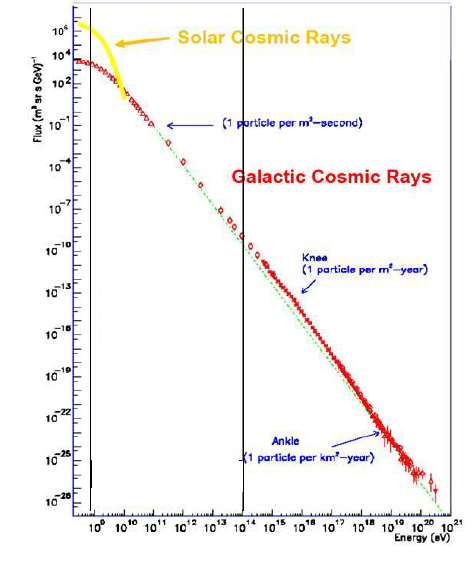 Solar Cosmic Rays
Flux (m² sr s GeV)⁻¹
10⁶
10⁴
10²
(1 particle per m²–second)
10⁻¹
10⁻⁴
Galactic Cosmic Rays
10⁻⁷
10⁻¹⁰
Knee
(1 particle per m²–year)
10⁻¹³
10⁻¹⁶
10⁻¹⁹
10⁻²²
Ankle
(1 particle per km²–year)
10⁻²⁵
10⁻²⁸
10⁹ 10¹⁰ 10¹¹ 10¹² 10¹³ 10¹⁴ 10¹⁵ 10¹⁶ 10¹⁷ 10¹⁸ 10¹⁹ 10²⁰ 10²¹
Energy (eV)